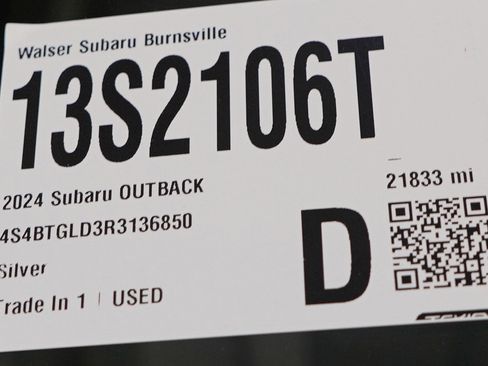 Walser Subaru Burnsville
13S2106T
21833 mi
2024 Subaru OUTBACK
4S4BTGLD3R3136850
D
Silver
Trade In 1 | USED